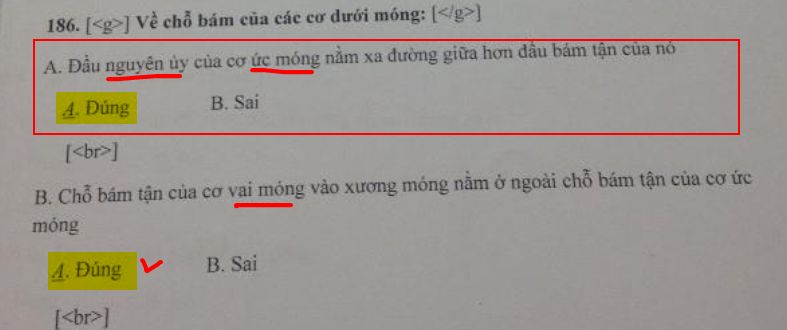 186. [<g>] Về chỗ bám của các cơ dưới móng: [</g>]
A. Đầu nguyên ủy của cơ ức móng nằm xa đường giữa hơn đầu bám tận của nó
A. Đúng B. Sai
[<br>]
B. Chỗ bám tận của cơ vai móng vào xương móng nằm ở ngoài chỗ bám tận của cơ ức
móng
A. Đúng B. Sai
[<br>]